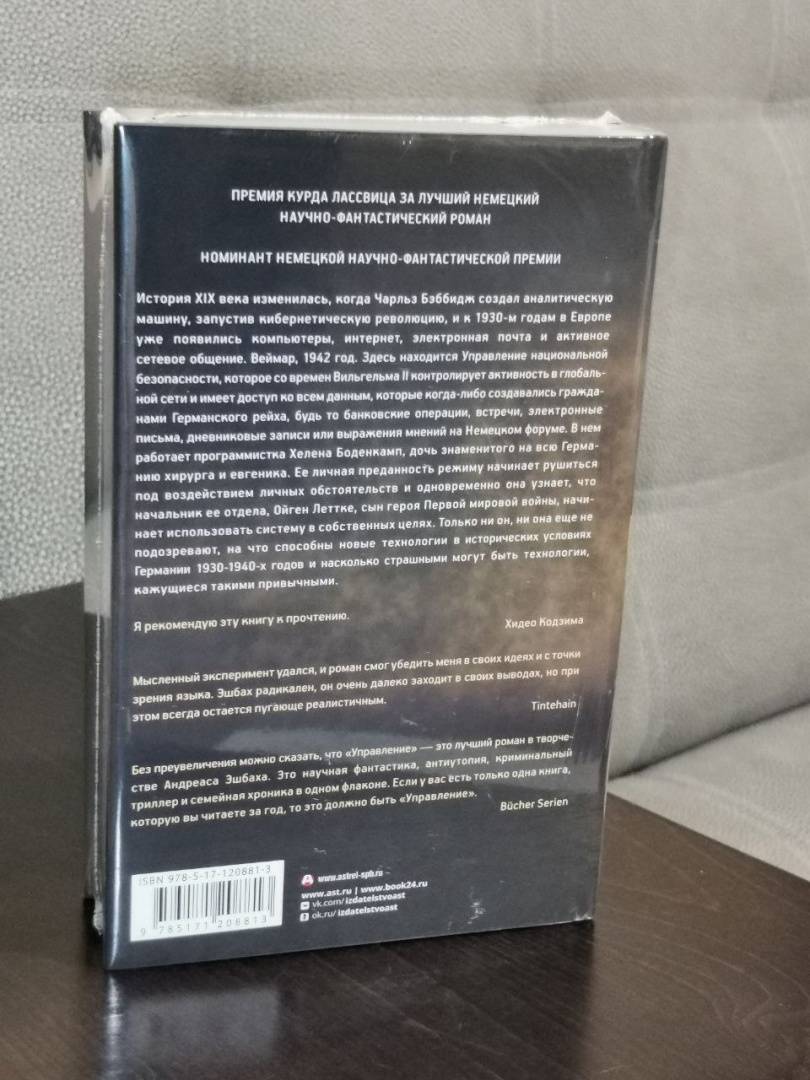 ПРЕМИЯ КУРДА ЛАССВИЦА ЗА ЛУЧШИЙ НЕМЕЦКИЙ
НАУЧНО-ФАНТАСТИЧЕСКИЙ РОМАН
НОМИНАНТ НЕМЕЦКОЙ НАУЧНО-ФАНТАСТИЧЕСКОЙ ПРЕМИИ
История XIX века изменилась, когда Чарльз Бэббидж создал аналитическую
машину, запустив кибернетическую революцию, и к 1930-м годам в Европе
уже появились компьютеры, интернет, электронная почта и активное
сетевое общение. Веймар, 1942 год. Здесь находится Управление национальной
безопасности, которое со времен Вильгельма II контролирует активность в глобаль-
ной сети и имеет доступ ко всем данным, которые когда-либо создавались гражда-
нами Германского рейха, будь то банковские операции, встречи, электронные
письма, дневниковые записи или выражения мнений на Немецком форуме. В нем
работает программистка Хелена Боденкамп, дочь знаменитого на всю Герма-
нию хирурга и евгеника. Ее личная преданность режиму начинает рушиться
под воздействием личных обстоятельств и одновременно она узнает, что
начальник ее отдела, Ойген Леттке, сын героя Первой мировой войны, начи-
нает использовать систему в собственных целях. Только ни он, ни она еще не
подозревают, на что способны новые технологии в исторических условиях
Германии 1930-1940-х годов и насколько страшными могут быть технологии,
кажущиеся такими привычными.
Я рекомендую эту книгу к прочтению.
Хидео Кодзима
Мысленный эксперимент удался, и роман смог убедить меня в своих идеях и с точки
зрения языка. Эшбах радикален, он очень далеко заходит в своих выводах, но при
этом всегда остается пугающе реалистичным.
Tintehain
Без преувеличения можно сказать, что «Управление» — это лучший роман в творче-
стве Андреаса Эшбаха. Это научная фантастика, антиутопия, криминальный
триллер и семейная хроника в одном флаконе. Если у вас есть только одна книга,
которую вы читаете за год, то это должно быть «Управление».
Bücher Serien
ISBN 978-5-17-120881-3
9 785171 208813
www.astrel-spb.ru
www.ast.ru | www.book24.ru
vk.com/izdatelstvoast
ok.ru/izdatelstvoast